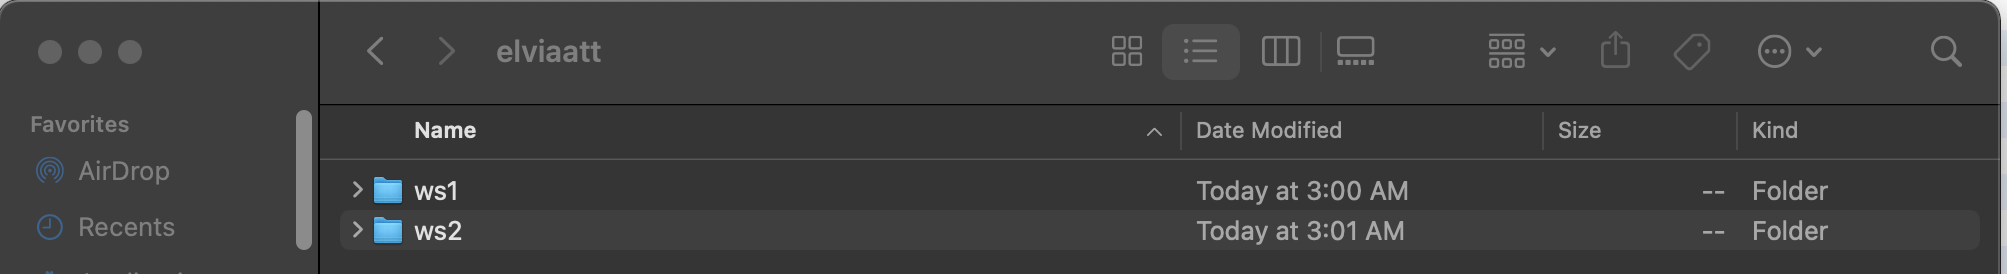 elviaatt
Favorites
AirDrop
Recents
Name Date Modified Size Kind
ws1 Today at 3:00 AM -- Folder
ws2 Today at 3:01 AM -- Folder